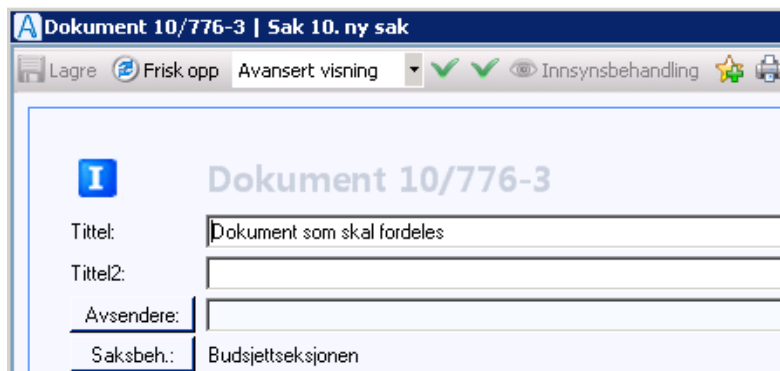 Dokument 10/776-3 | Sak 10. ny sak
Lagre Frisk opp Avansert visning Innsynsbehandling
I Dokument 10/776-3
Tittel: Dokument som skal fordeles
Tittel2:
Avsendere:
Saksbeh.: Budsjettseksjonen